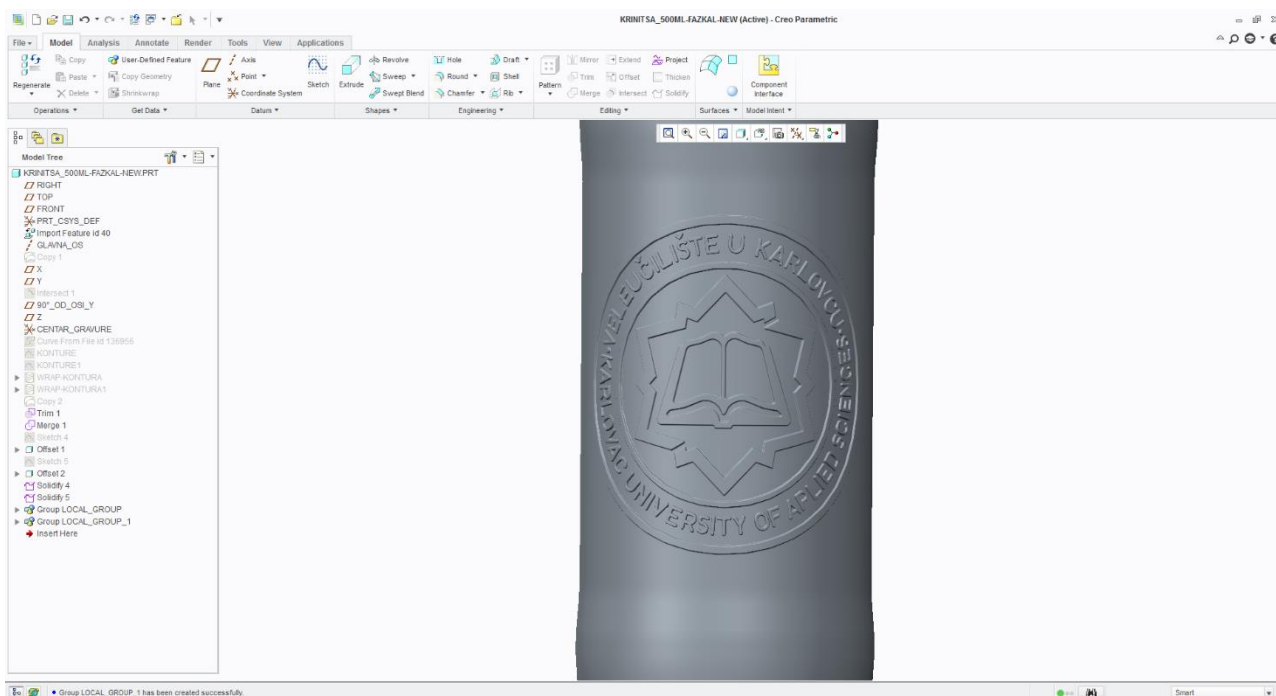 KRINITSA_500ML-FAZKAL-NEW (Active) - Creo Parametric
File Model Analysis Annotate Render Tools View Applications
Regenerate
Copy
Paste
Delete
User-Defined Feature
Copy Geometry
Shrinkwrap
Plane
Axis
Point
Coordinate System
Sketch
Extrude
Revolve
Sweep
Swept Blend
Hole
Round
Chamfer
Draft
Shell
Rib
Pattern
Mirror Extend Project
Trim Offset Thicken
Merge Intersect Solidify
Component
Interface
Operations Get Data Datum Shapes Engineering Editing Surfaces Model Intent
Model Tree
KRINITSA_500ML-FAZKAL-NEW.PRT
RIGHT
TOP
FRONT
PRT_CSYS_DEF
Import Feature id 40
GLAVNA_OS
Copy 1
X
Y
Intersect 1
90°_OD_OSI_Y
Z
CENTAR_GRAVURE
Curve From File id 136956
KONTURE
KONTURE1
WRAP-KONTURA
WRAP-KONTURA1
Copy 2
Trim 1
Merge 1
Sketch 4
Offset 1
Sketch 5
Offset 2
Solidify 4
Solidify 5
Group LOCAL_GROUP
Group LOCAL_GROUP_1
Insert Here
VELEUČILIŠTE U KARLOVCU
KARLOVAC UNIVERSITY OF APLIED SCIENCES
Group LOCAL_GROUP_1 has been created successfully.
Smart